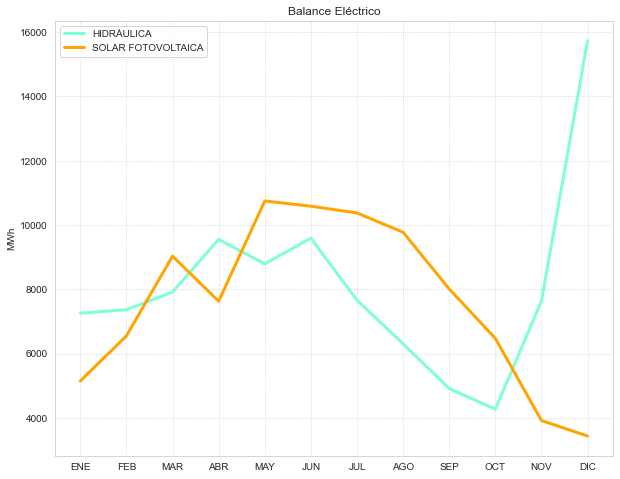 Balance Eléctrico
HIDRÁULICA
SOLAR FOTOVOLTAICA
MWh
16000
14000
12000
10000
8000
6000
4000
ENE FEB MAR ABR MAY JUN JUL AGO SEP OCT NOV DIC